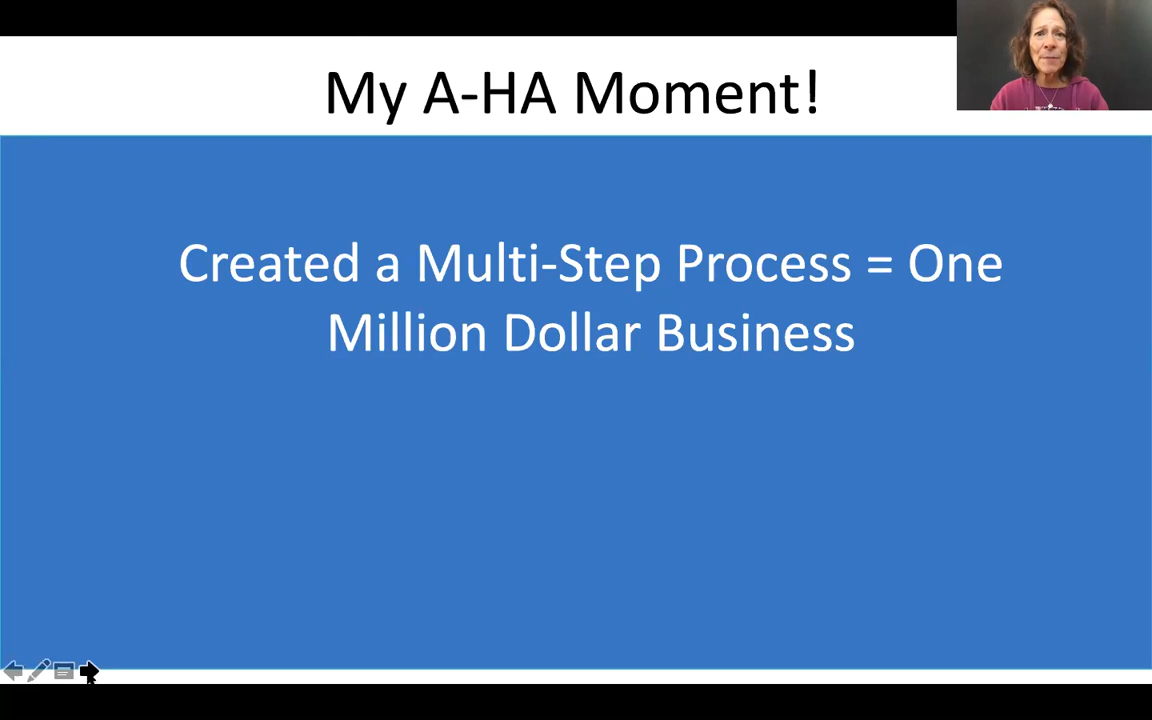 My A-HA Moment!
Created a Multi-Step Process = One
Million Dollar Business